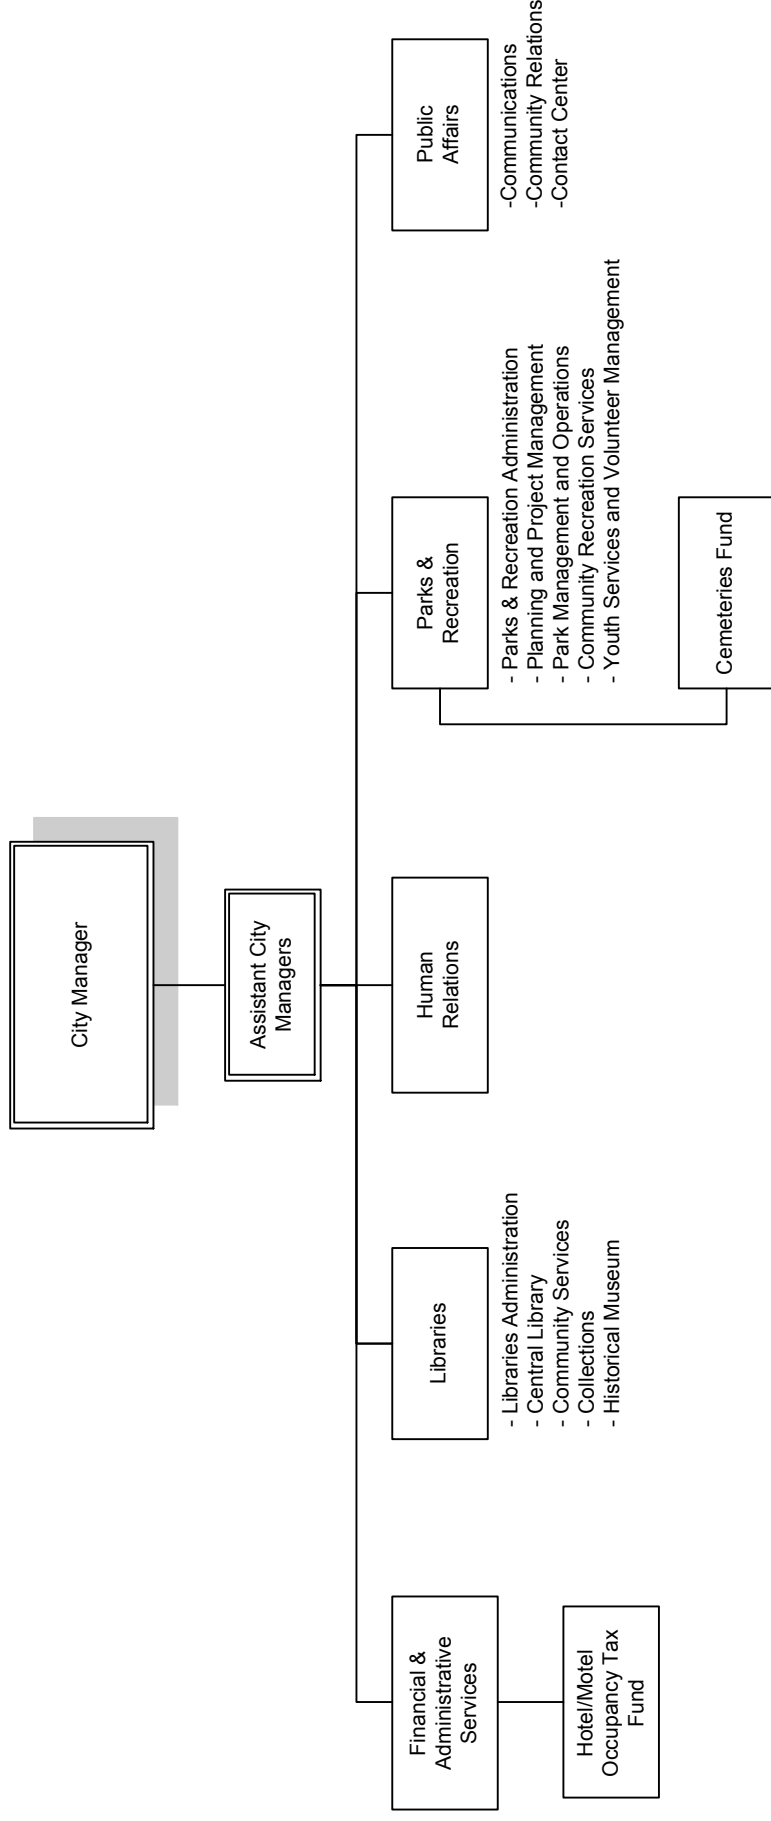 City Manager
Assistant City
Managers
Financial &
Administrative
Services
Hotel/Motel
Occupancy Tax
Fund
Libraries
- Libraries Administration
- Central Library
- Community Services
- Collections
- Historical Museum
Human
Relations
Parks &
Recreation
- Parks & Recreation Administration
- Planning and Project Management
- Park Management and Operations
- Community Recreation Services
- Youth Services and Volunteer Management
Cemeteries Fund
Public
Affairs
-Communications
-Community Relations
-Contact Center